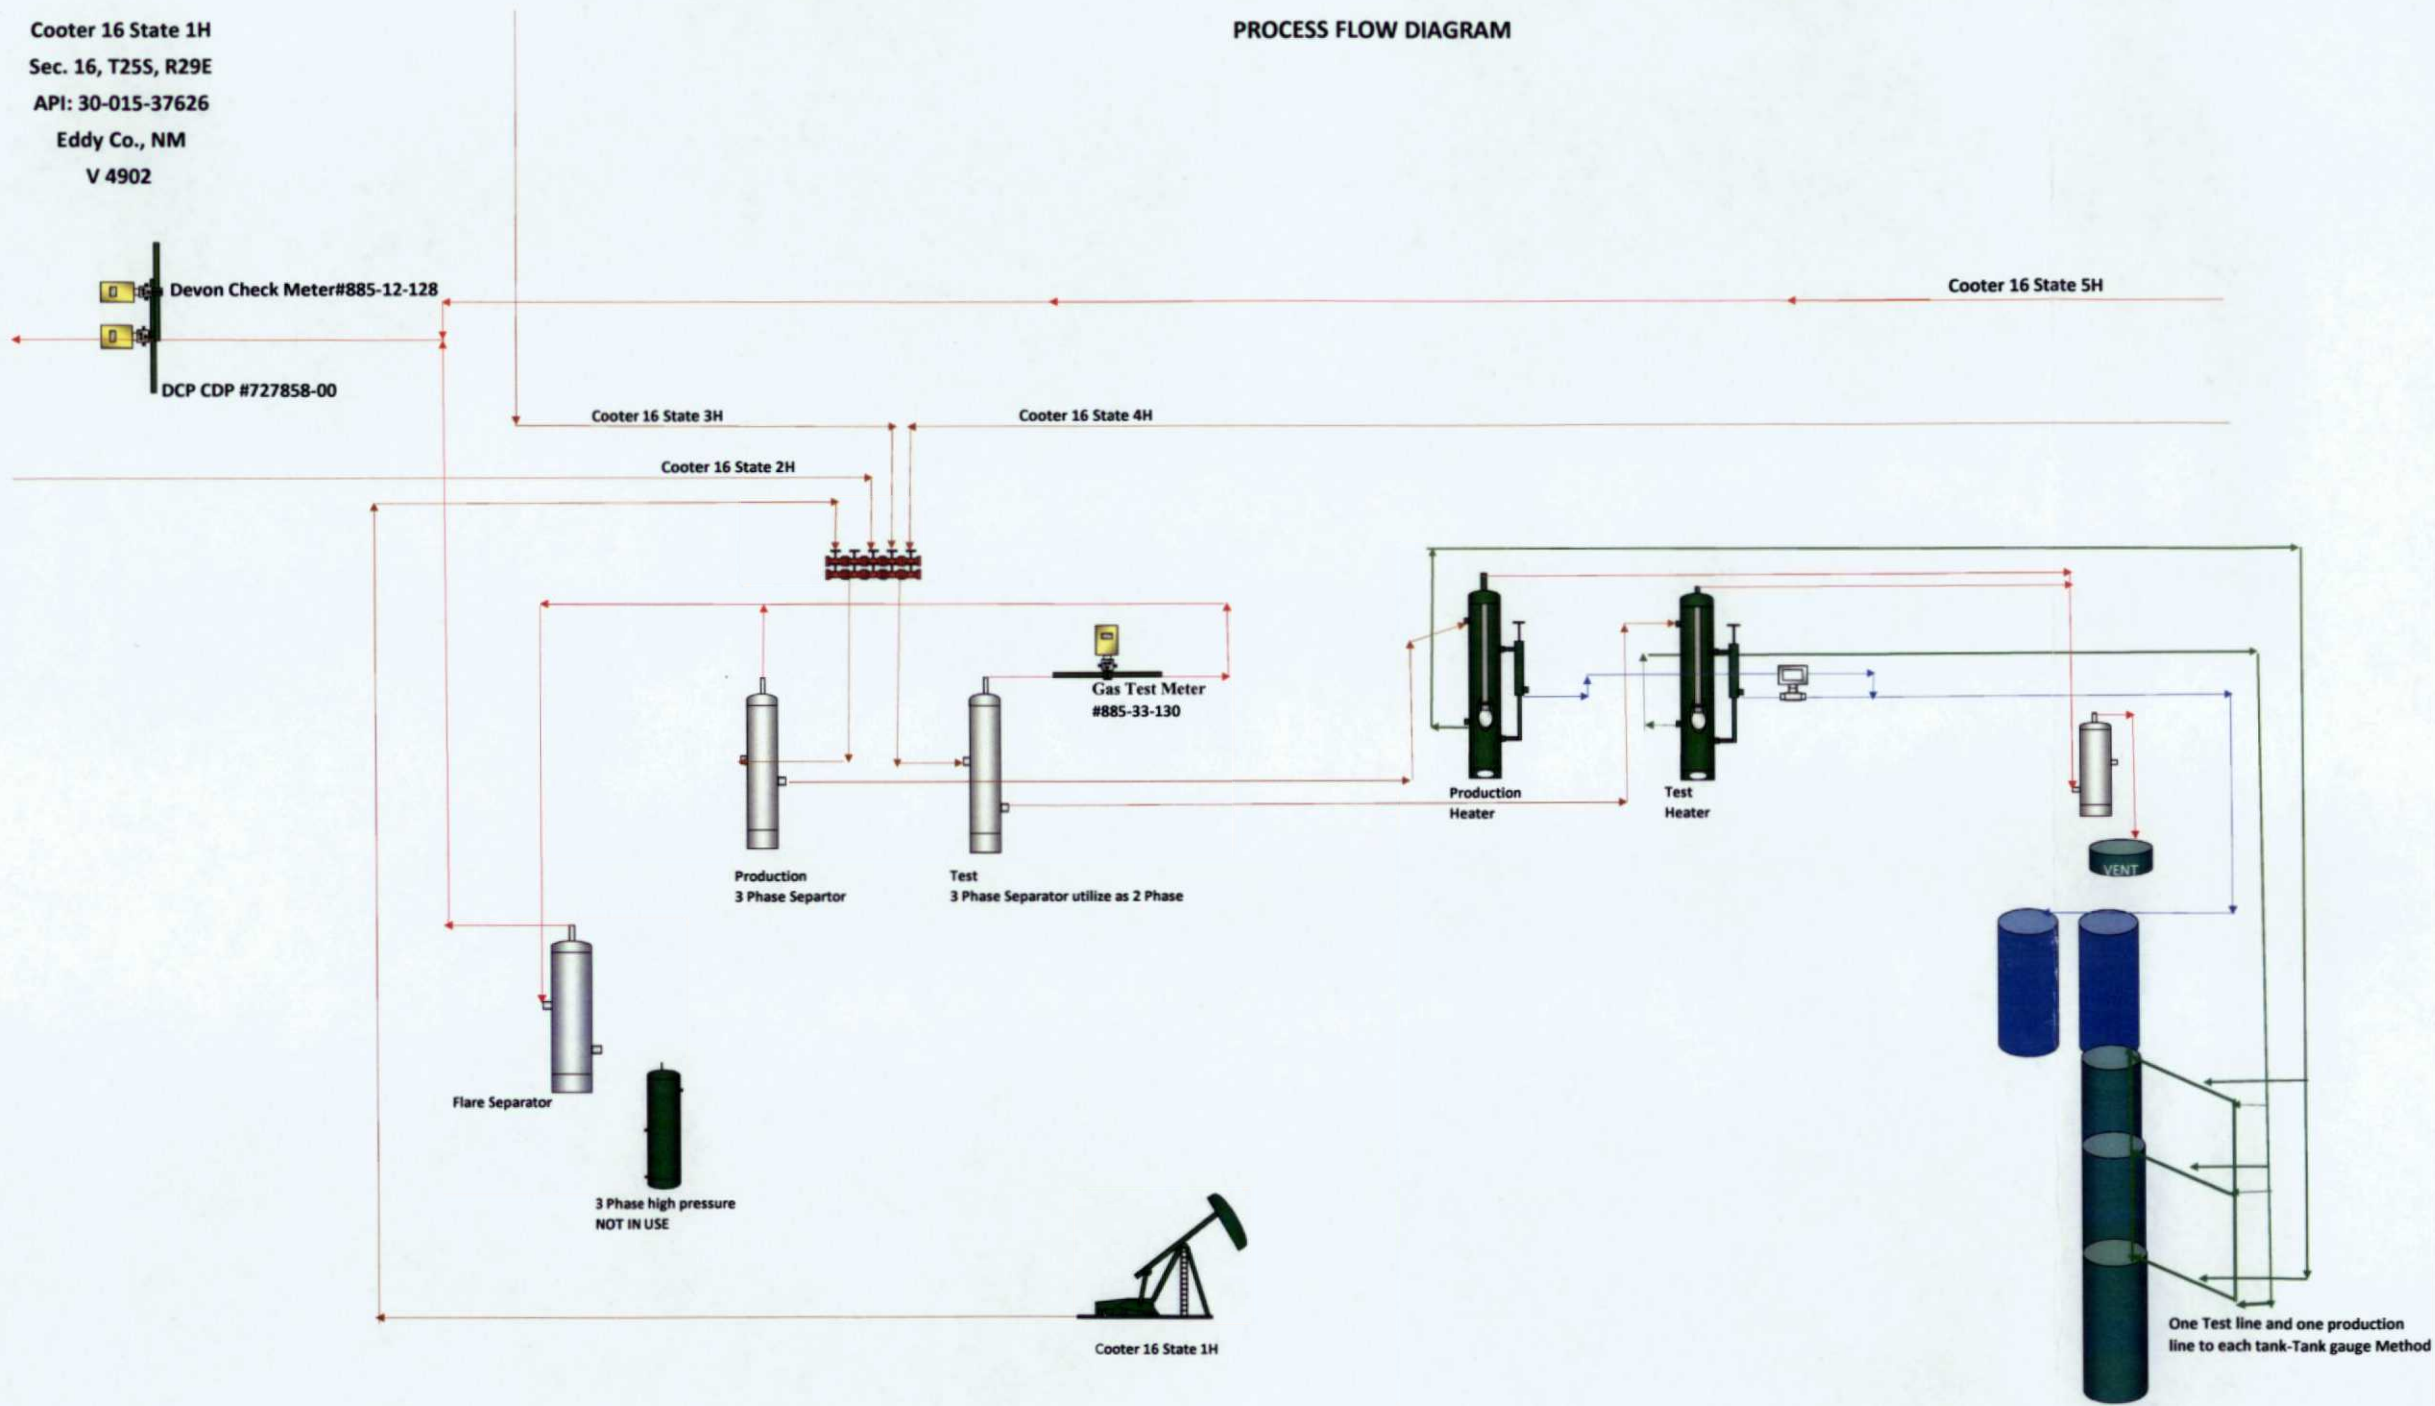 Cooter 16 State 1H
Sec. 16, T25S, R29E
API: 30-015-37626
Eddy Co., NM
V 4902
PROCESS FLOW DIAGRAM
Devon Check Meter#885-12-128
DCP CDP #727858-00
Cooter 16 State 5H
Cooter 16 State 3H
Cooter 16 State 4H
Cooter 16 State 2H
Gas Test Meter
#885-33-130
Production
Heater
Test
Heater
VENT
Production
3 Phase Separtor
Test
3 Phase Separator utilize as 2 Phase
Flare Separator
3 Phase high pressure
NOT IN USE
Cooter 16 State 1H
One Test line and one production
line to each tank-Tank gauge Method